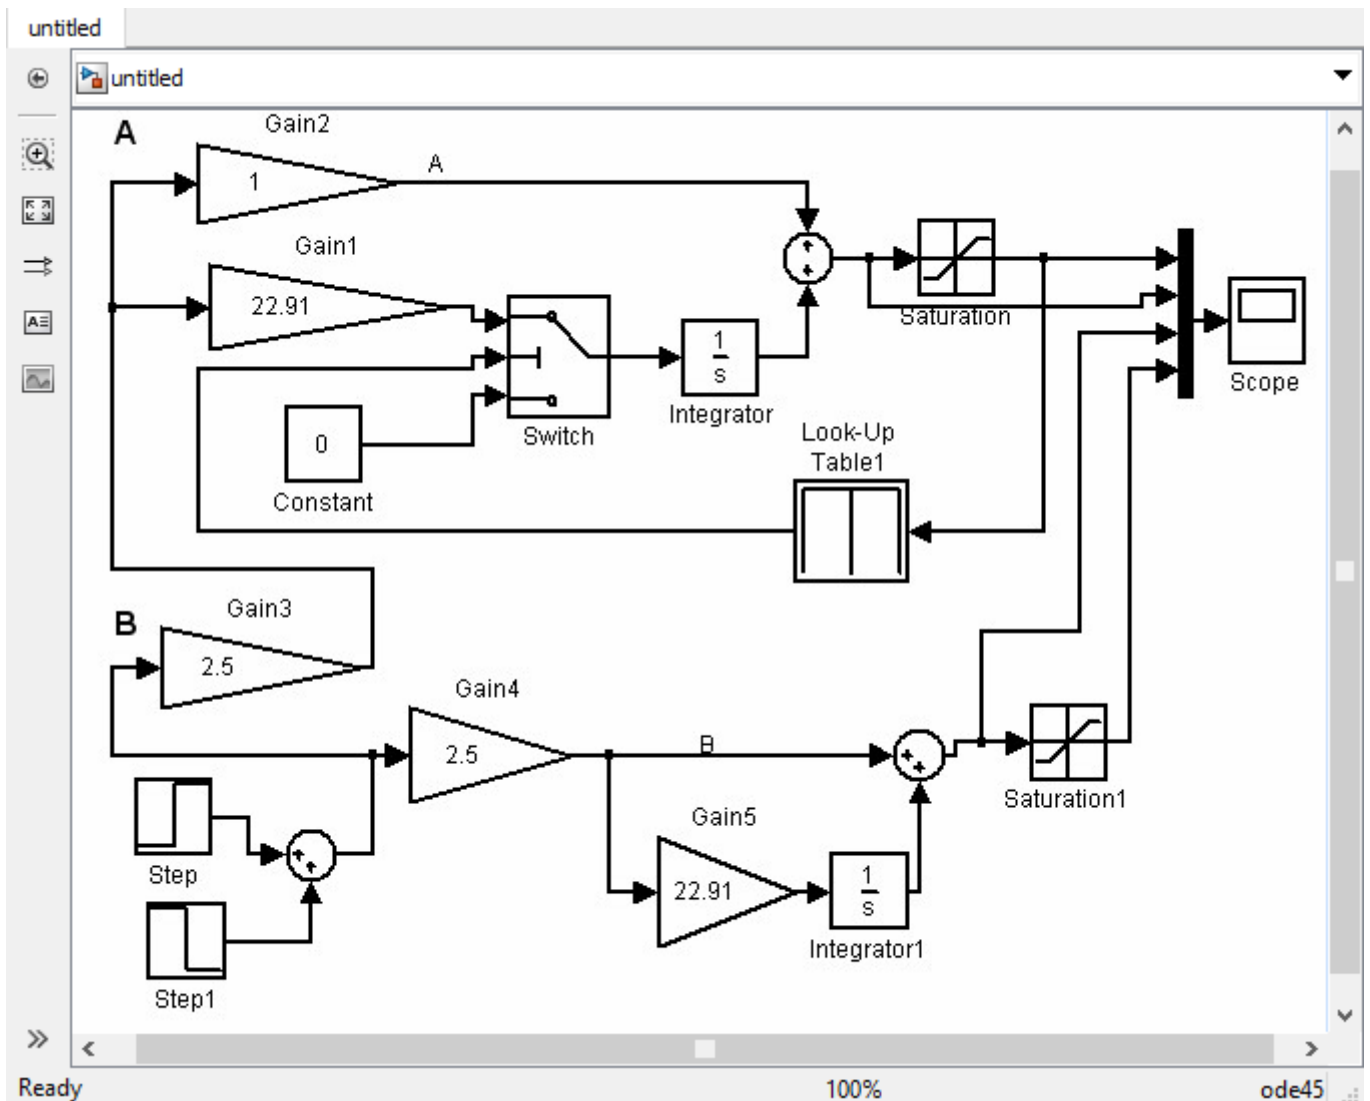 untitled
untitled
A
Gain2
1
A
Gain1
22.91
Saturation
Scope
1
s
Integrator
Switch
0
Constant
Look-Up
Table1
B
Gain3
2.5
Gain4
2.5
B
Saturation1
Step
Gain5
22.91
1
s
Integrator1
Step1
Ready
100%
ode45